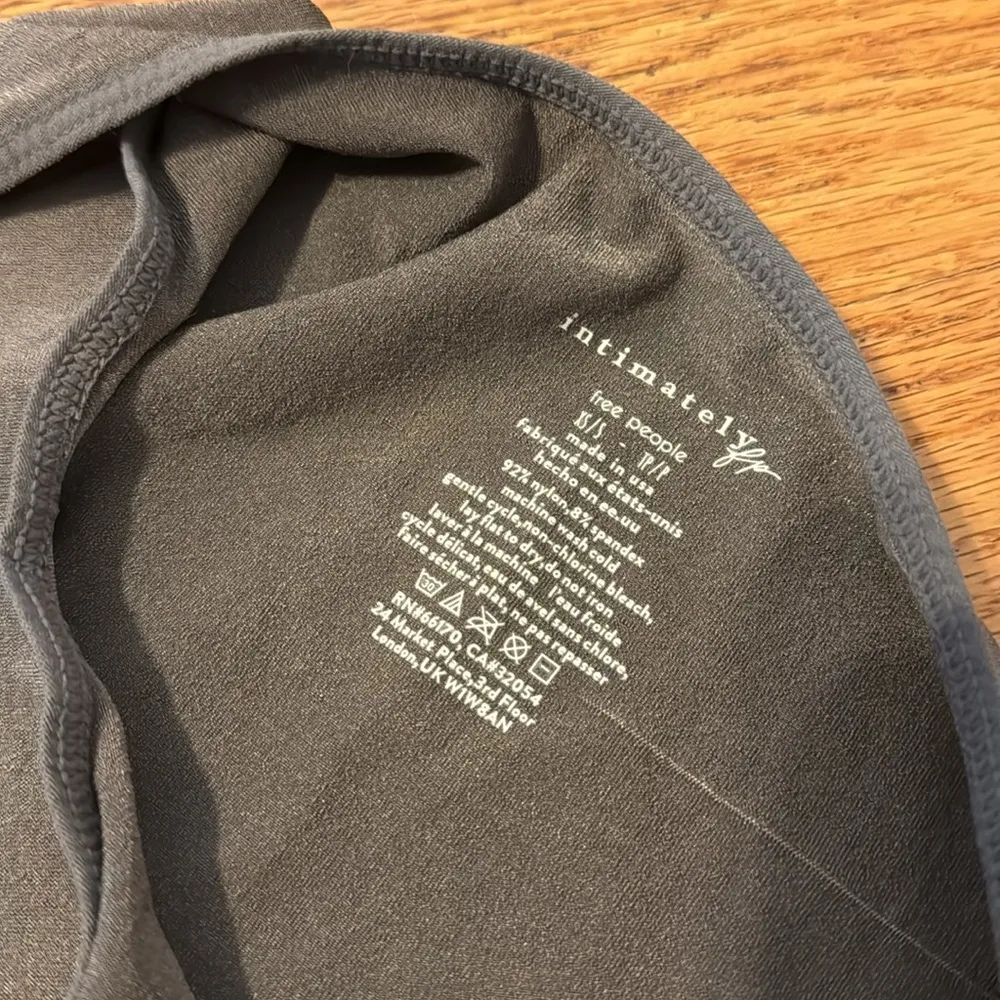 intimately fp
free people
XS/S - TP/P
made in usa
fabriqué aux états-unis
hecho en ee.uu
92% nylon, 8% spandex
machine wash cold
gentle cycle, non-chlorine bleach,
lay flat to dry, do not iron
laver à la machine l'eau froide
cycle délicat, eau de javel sans chlore,
faire sécher à plat, ne pas repasser
30
RN#66170, CA#32054
24 Market Place, 3rd Floor
London, UK W1W8AN